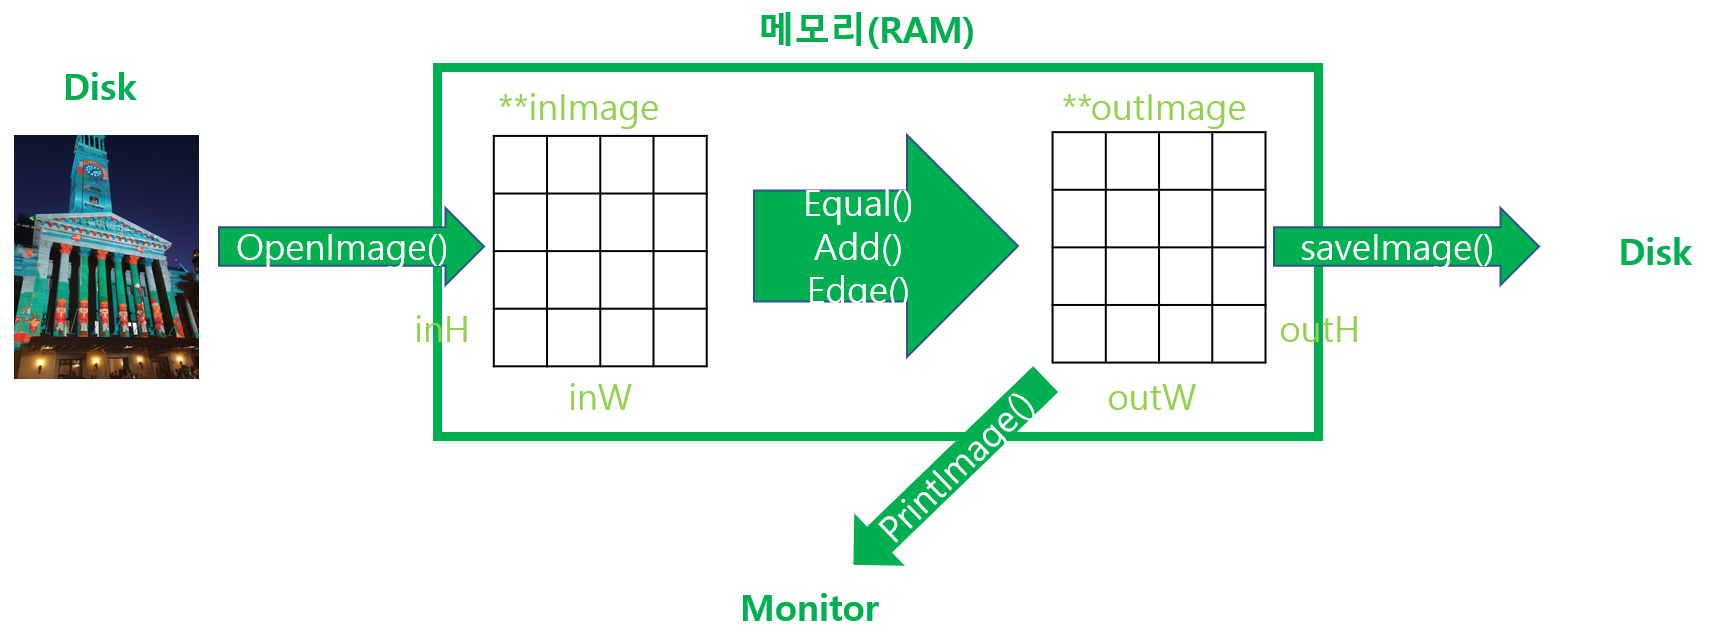 메모리(RAM)
Disk
**inImage
**outImage
OpenImage()
Equal()
Add()
Edge()
saveImage()
Disk
inH
outH
inW
outW
PrintImage()
Monitor